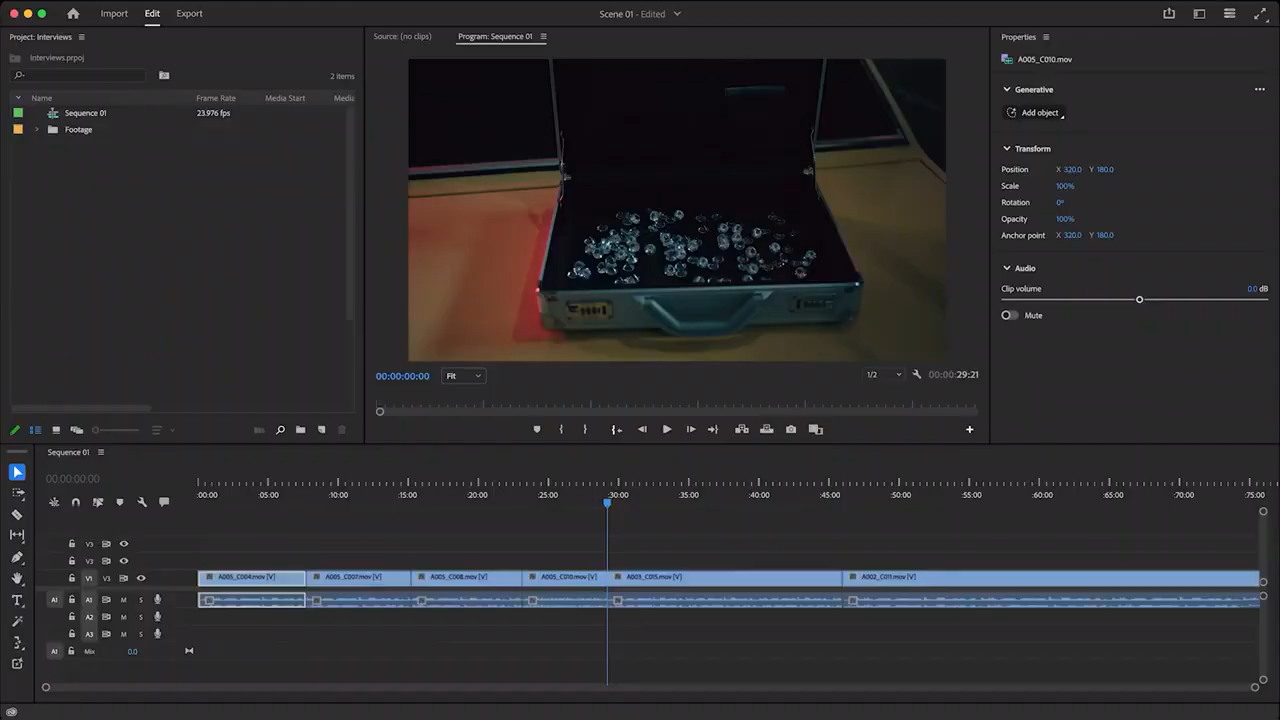 Import Edit Export
Scene 01 - Edited
Project: Interviews
Interviews.prpoj
2 items
Name Frame Rate Media Start Media
Sequence 01 23.976 fps
Footage
Source: (no clips) Program: Sequence 01
00:00:00:00 Fit 1/2 00:00:29:21
Properties
A005_C010.mov
Generative
Add object
Transform
Position X 320.0 Y 180.0
Scale 100%
Rotation 0°
Opacity 100%
Anchor point X 320.0 Y 180.0
Audio
Clip volume 0.0 dB
Mute
Sequence 01
00:00:00:00
:00:00 :05:00 :10:00 :15:00 :20:00 :25:00 :30:00 :35:00 :40:00 :45:00 :50:00 :55:00 :60:00 :65:00 :70:00 :75:00
V3
V3
V1 V3 A005_C004.mov [V] A005_C007.mov [V] A005_C008.mov [V] A005_C010.mov [V] A003_C015.mov [V] A002_C011.mov [V]
A1 A1 M S
A2 M S
A3 M S
A1 Mix 0.0